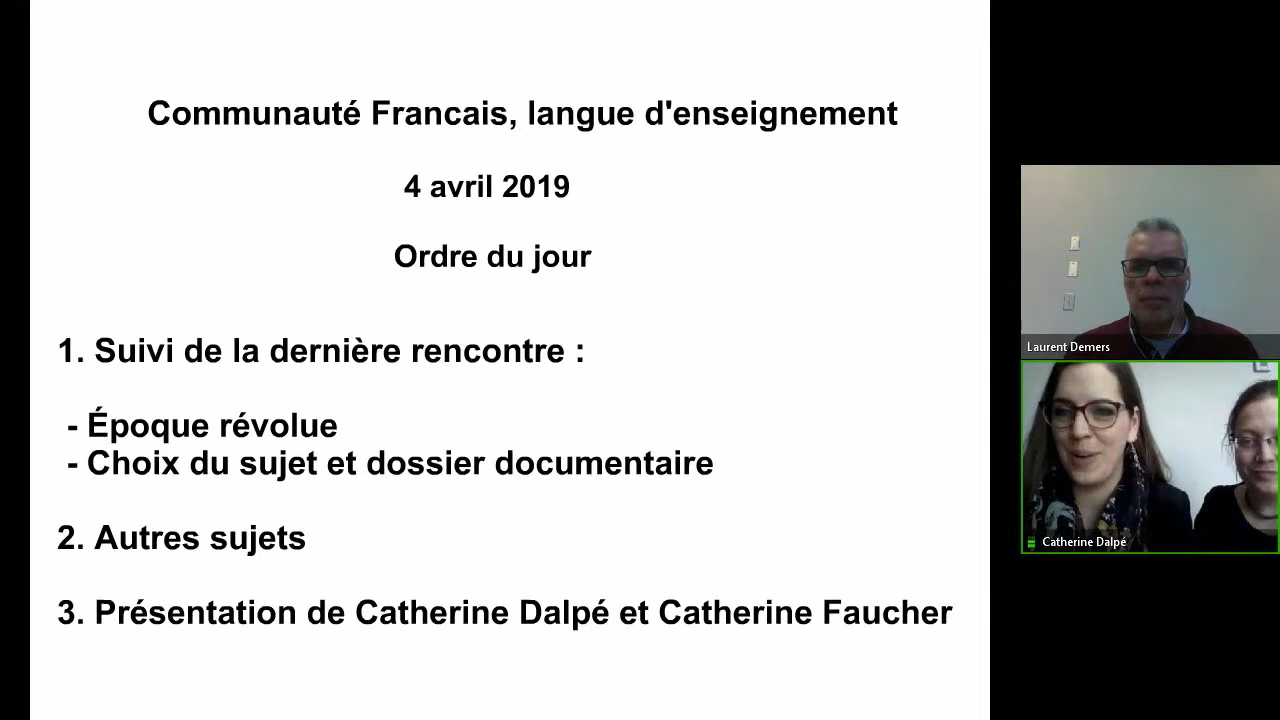 Communauté Francais, langue d'enseignement
4 avril 2019
Ordre du jour
1. Suivi de la dernière rencontre :
- Époque révolue
- Choix du sujet et dossier documentaire
2. Autres sujets
3. Présentation de Catherine Dalpé et Catherine Faucher
Laurent Demers
Catherine Dalpé